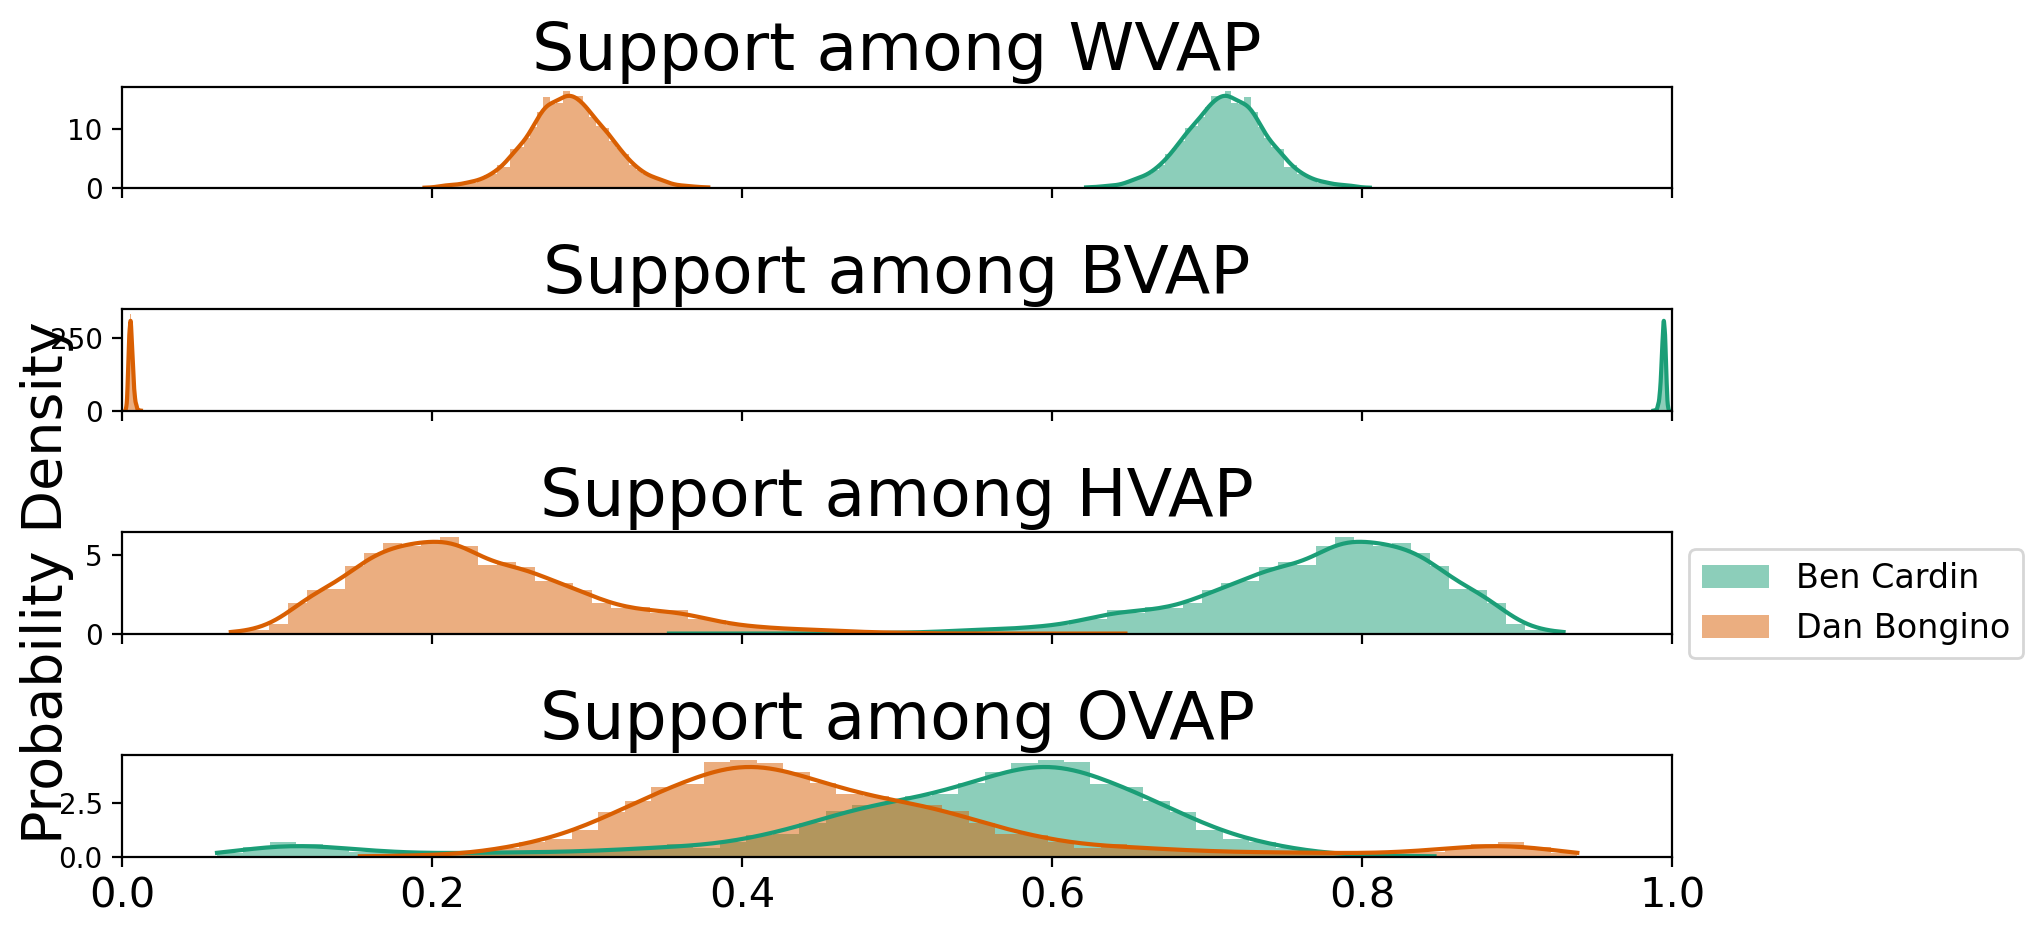 Support among WVAP
10
0
Support among BVAP
250
0
Support among HVAP
5
0
Support among OVAP
2.5
0.0
0.0 0.2 0.4 0.6 0.8 1.0
Probability Density
Ben Cardin
Dan Bongino